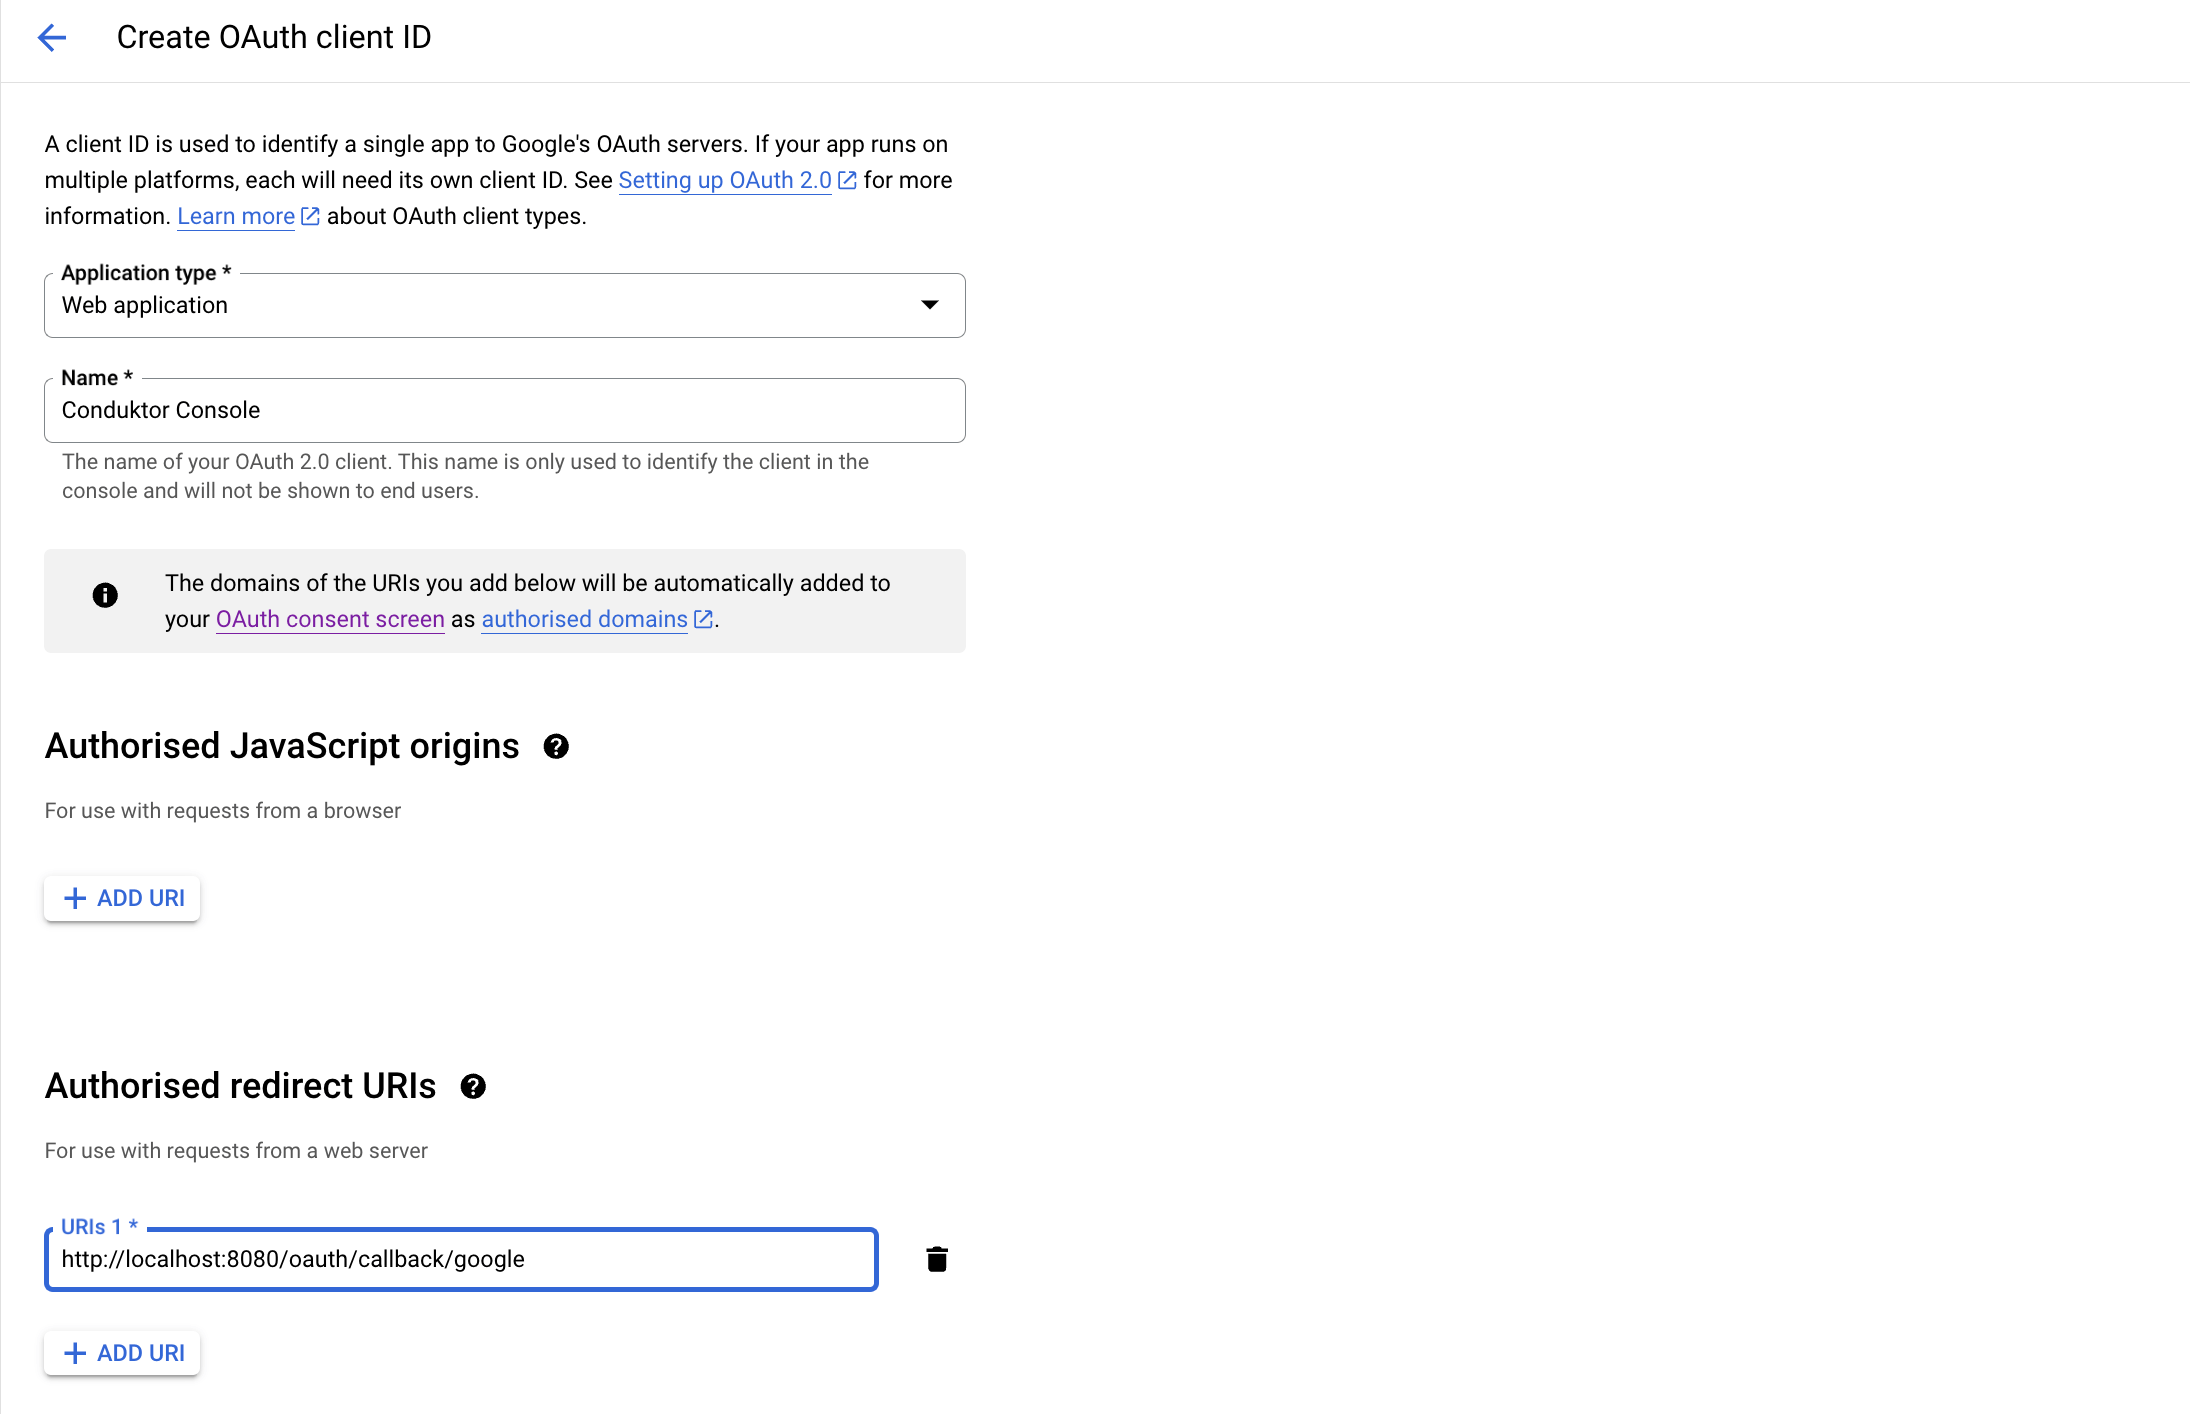 Create OAuth client ID
A client ID is used to identify a single app to Google's OAuth servers. If your app runs on
multiple platforms, each will need its own client ID. See Setting up OAuth 2.0 for more
information. Learn more about OAuth client types.
Application type *
Web application
Name *
Conduktor Console
The name of your OAuth 2.0 client. This name is only used to identify the client in the
console and will not be shown to end users.
The domains of the URIs you add below will be automatically added to
your OAuth consent screen as authorised domains.
Authorised JavaScript origins
For use with requests from a browser
ADD URI
Authorised redirect URIs
For use with requests from a web server
URIs 1 *
http://localhost:8080/oauth/callback/google
ADD URI